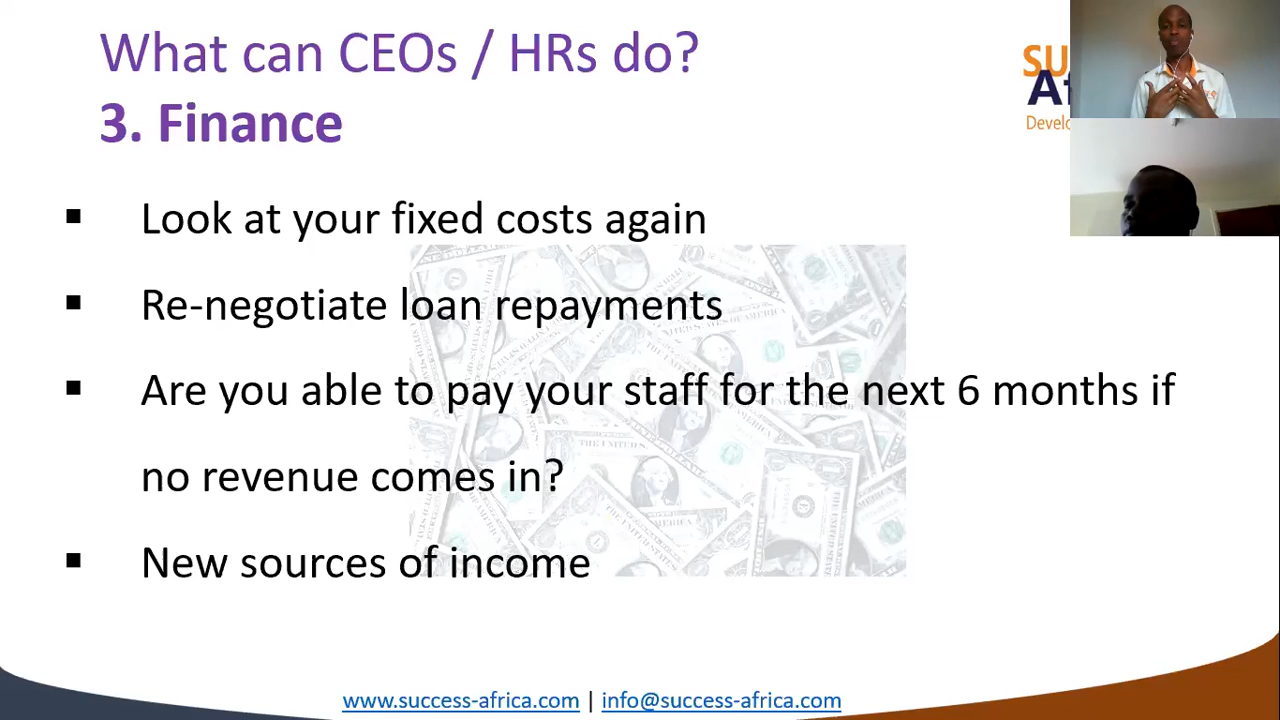 What can CEOs / HRs do?
3. Finance
▪ Look at your fixed costs again
▪ Re-negotiate loan repayments
▪ Are you able to pay your staff for the next 6 months if
no revenue comes in?
▪ New sources of income
www.success-africa.com | info@success-africa.com